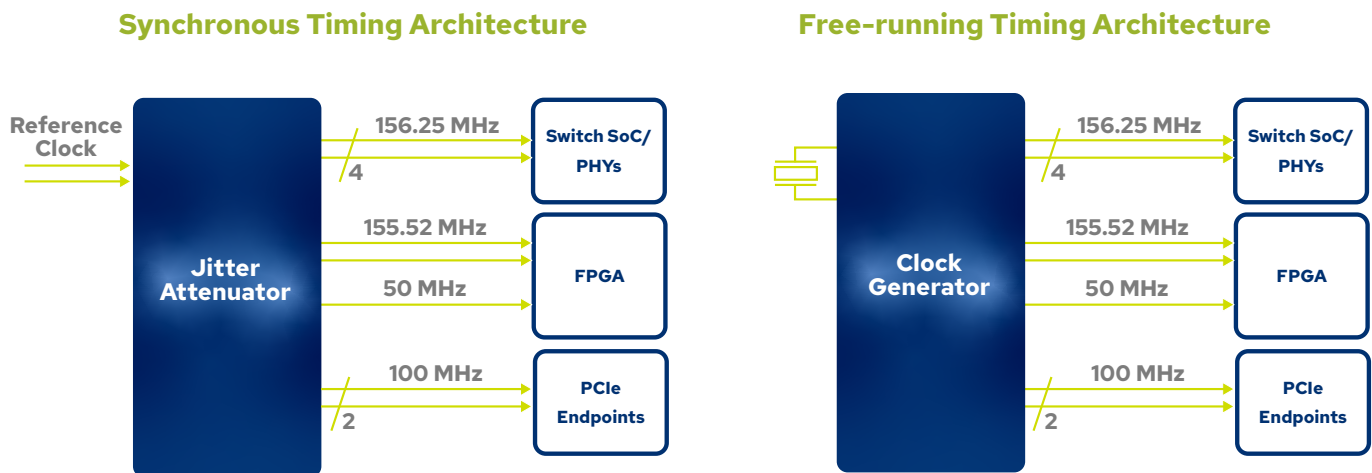 Synchronous Timing Architecture
Reference
Clock
Jitter
Attenuator
156.25 MHz
4
Switch SoC/
PHYs
155.52 MHz
50 MHz
FPGA
100 MHz
2
PCIe
Endpoints
Free-running Timing Architecture
Clock
Generator
156.25 MHz
4
Switch SoC/
PHYs
155.52 MHz
50 MHz
FPGA
100 MHz
2
PCIe
Endpoints